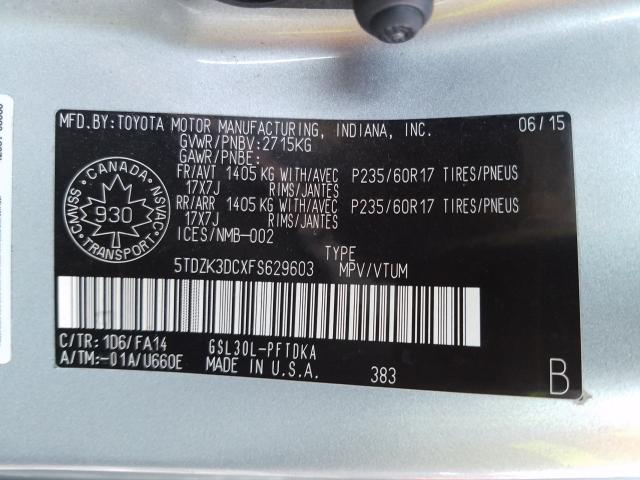 MFD.BY: TOYOTA MOTOR MANUFACTURING, INDIANA, INC. 06/15
GVWR/PNBV: 2715KG
GAWR/PNBE:
FR/AVT 1405 KG WITH/AVEC P235/60R17 TIRES/PNEUS
17X7J RIMS/JANTES
RR/ARR 1405 KG WITH/AVEC P235/60R17 TIRES/PNEUS
17X7J RIMS/JANTES
ICES/NMB-002
CANADA
CMVSS 930 NSVAC
TRANSPORT
TYPE
5TDZK3DCXFS629603 MPV/VTUM
C/TR: 1D6/FA14 GSL30L-PFTDKA
A/TM:-01A/U660E MADE IN U.S.A. 383 B